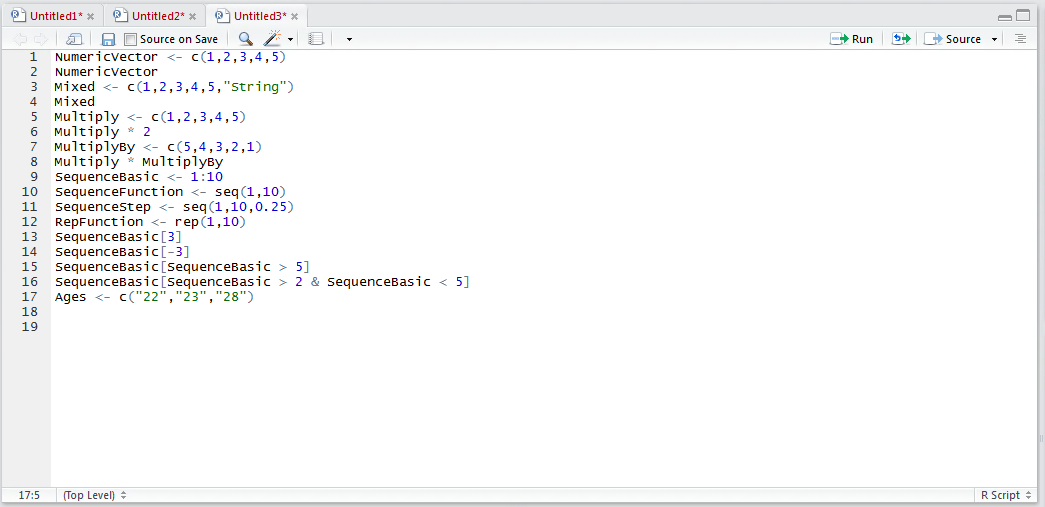 Untitled1* Untitled2* Untitled3*
Source on Save Run Source
1 NumericVector <- c(1,2,3,4,5)
2 NumericVector
3 Mixed <- c(1,2,3,4,5,"String")
4 Mixed
5 Multiply <- c(1,2,3,4,5)
6 Multiply * 2
7 MultiplyBy <- c(5,4,3,2,1)
8 Multiply * MultiplyBy
9 SequenceBasic <- 1:10
10 SequenceFunction <- seq(1,10)
11 SequenceStep <- seq(1,10,0.25)
12 RepFunction <- rep(1,10)
13 SequenceBasic[3]
14 SequenceBasic[-3]
15 SequenceBasic[SequenceBasic > 5]
16 SequenceBasic[SequenceBasic > 2 & SequenceBasic < 5]
17 Ages <- c("22","23","28")
18
19
17:5 (Top Level) R Script